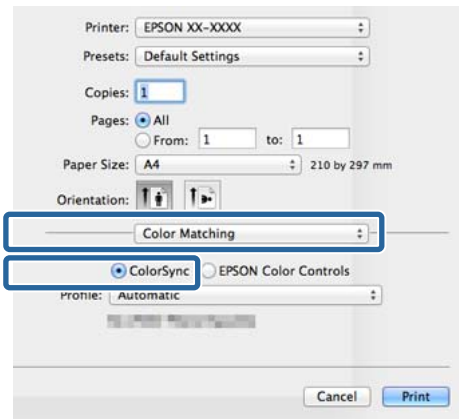 Printer: EPSON XX-XXXX
Presets: Default Settings
Copies: 1
Pages: All
From: 1 to: 1
Paper Size: A4 210 by 297 mm
Orientation:
Color Matching
ColorSync EPSON Color Controls
Profile: Automatic
Cancel Print